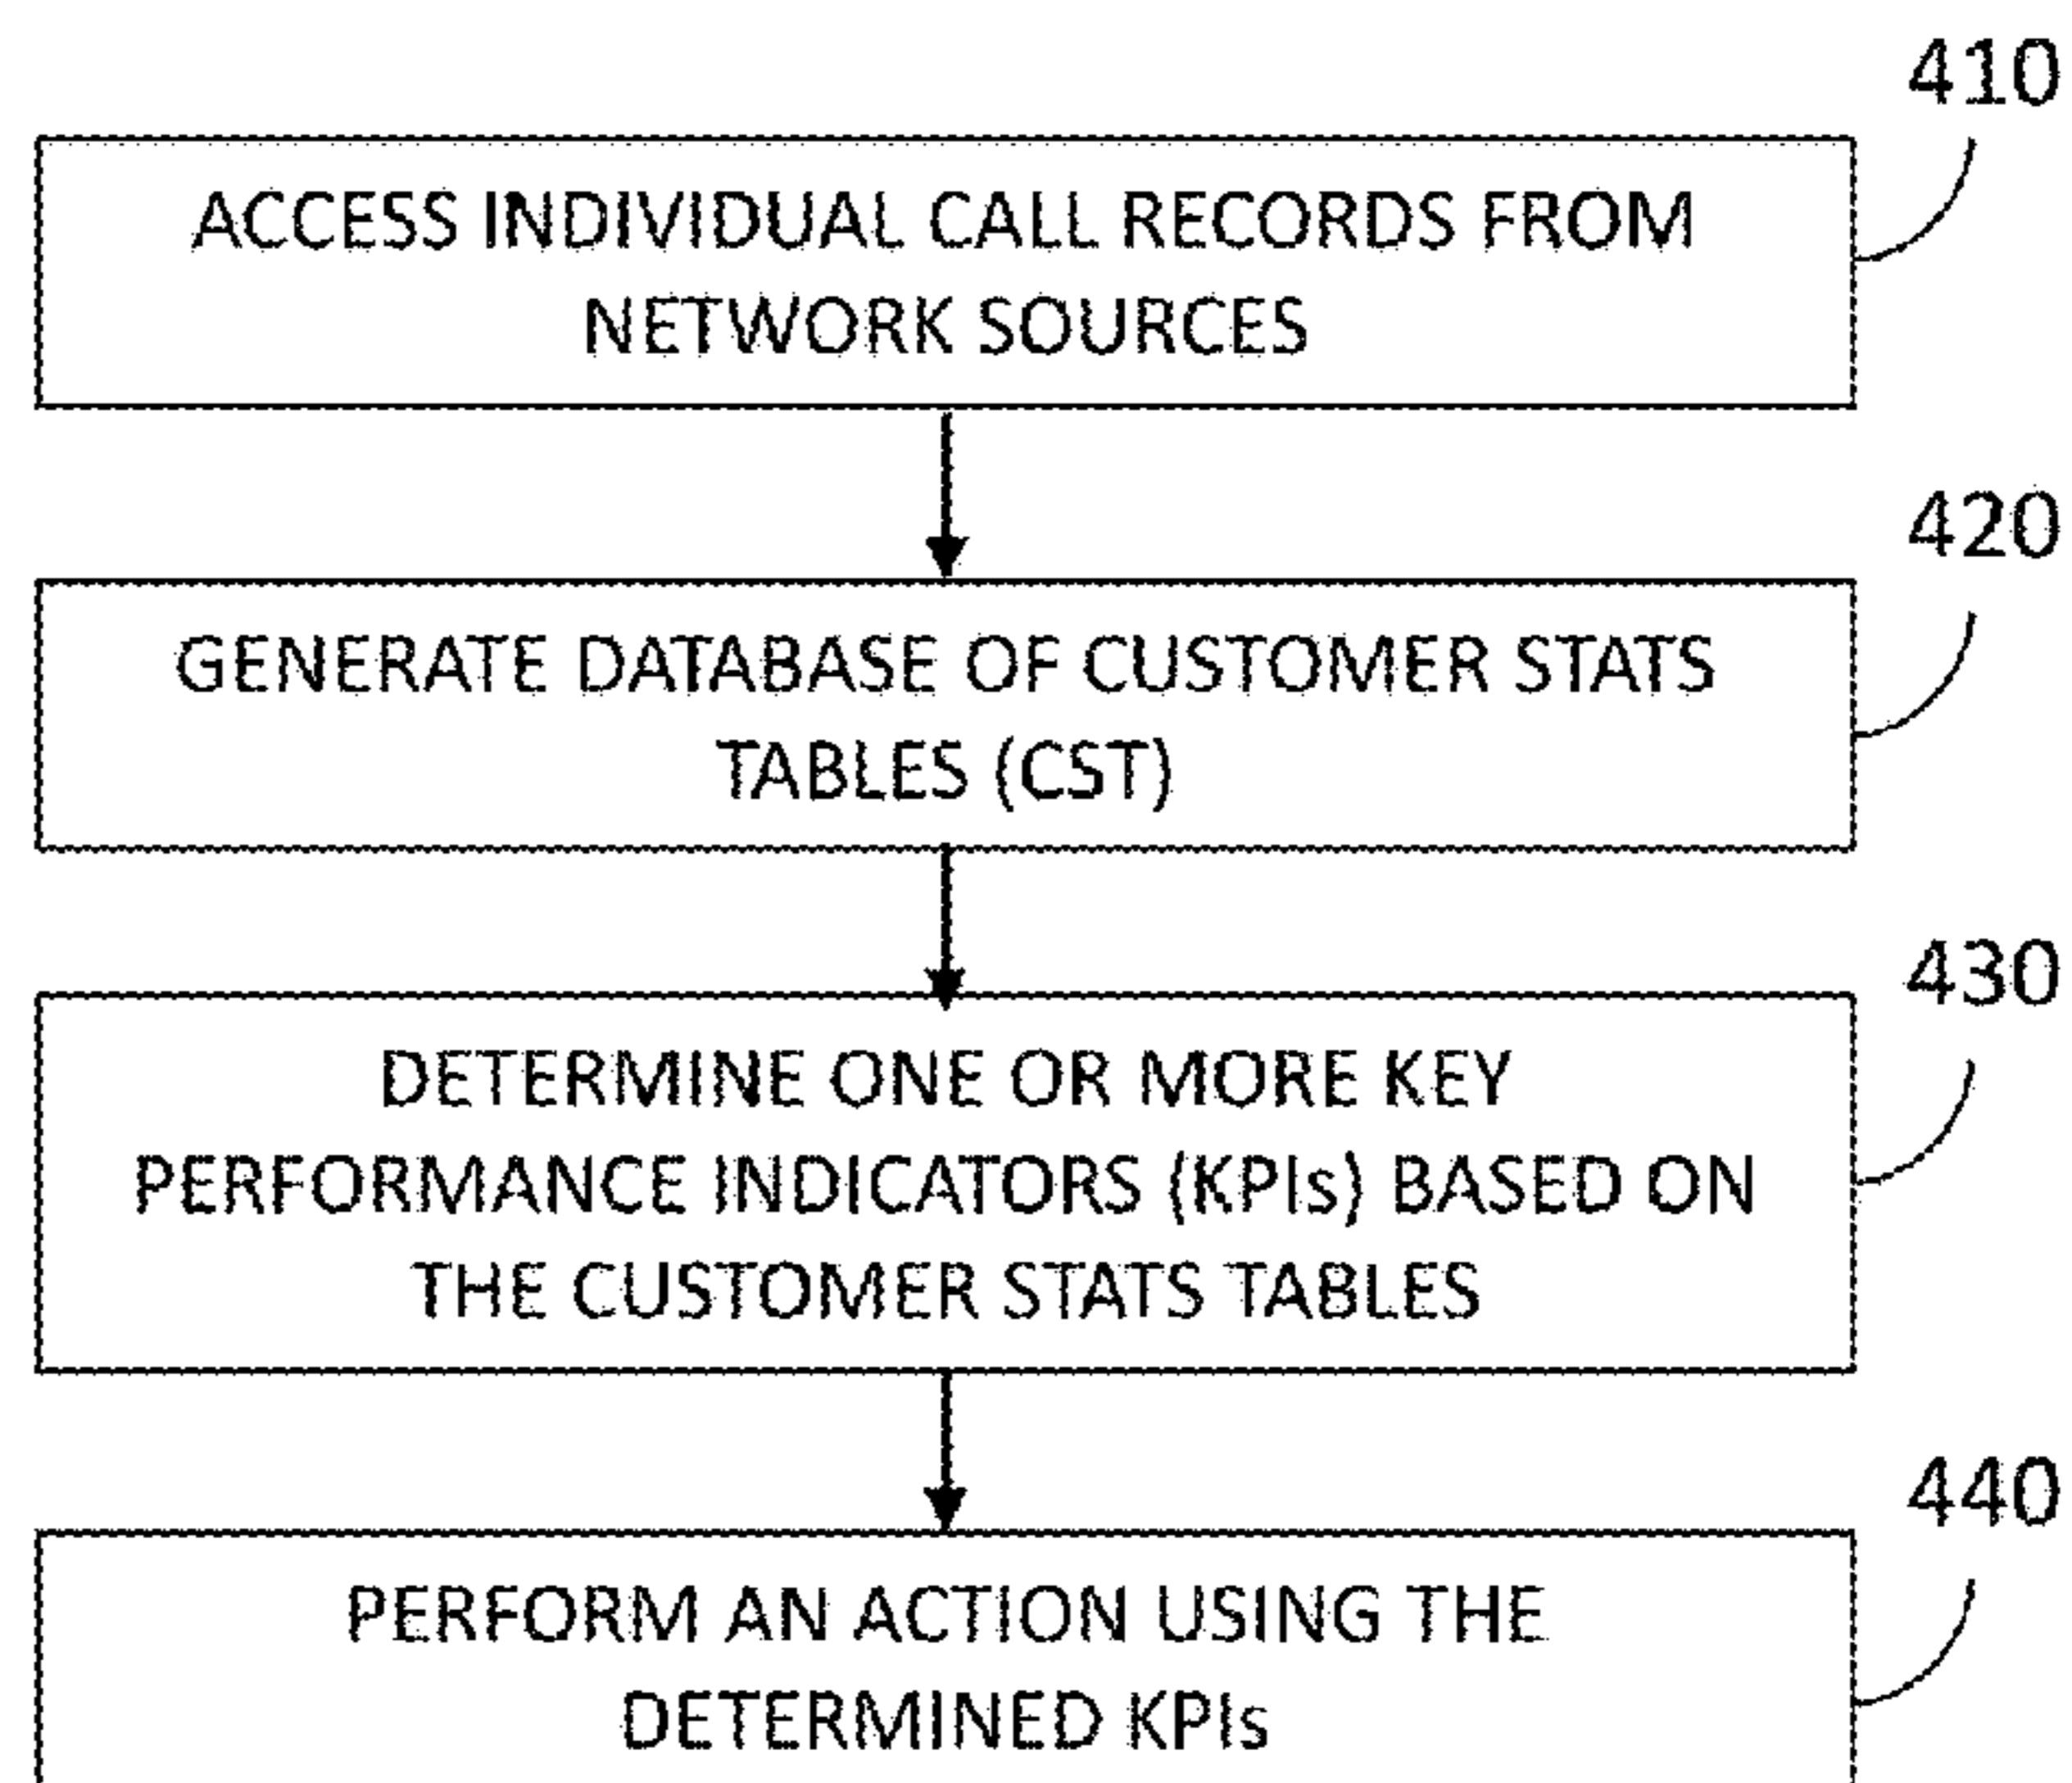 410
ACCESS INDIVIDUAL CALL RECORDS FROM
NETWORK SOURCES
420
GENERATE DATABASE OF CUSTOMER STATS
TABLES (CST)
430
DETERMINE ONE OR MORE KEY
PERFORMANCE INDICATORS (KPIs) BASED ON
THE CUSTOMER STATS TABLES
440
PERFORM AN ACTION USING THE
DETERMINED KPIs